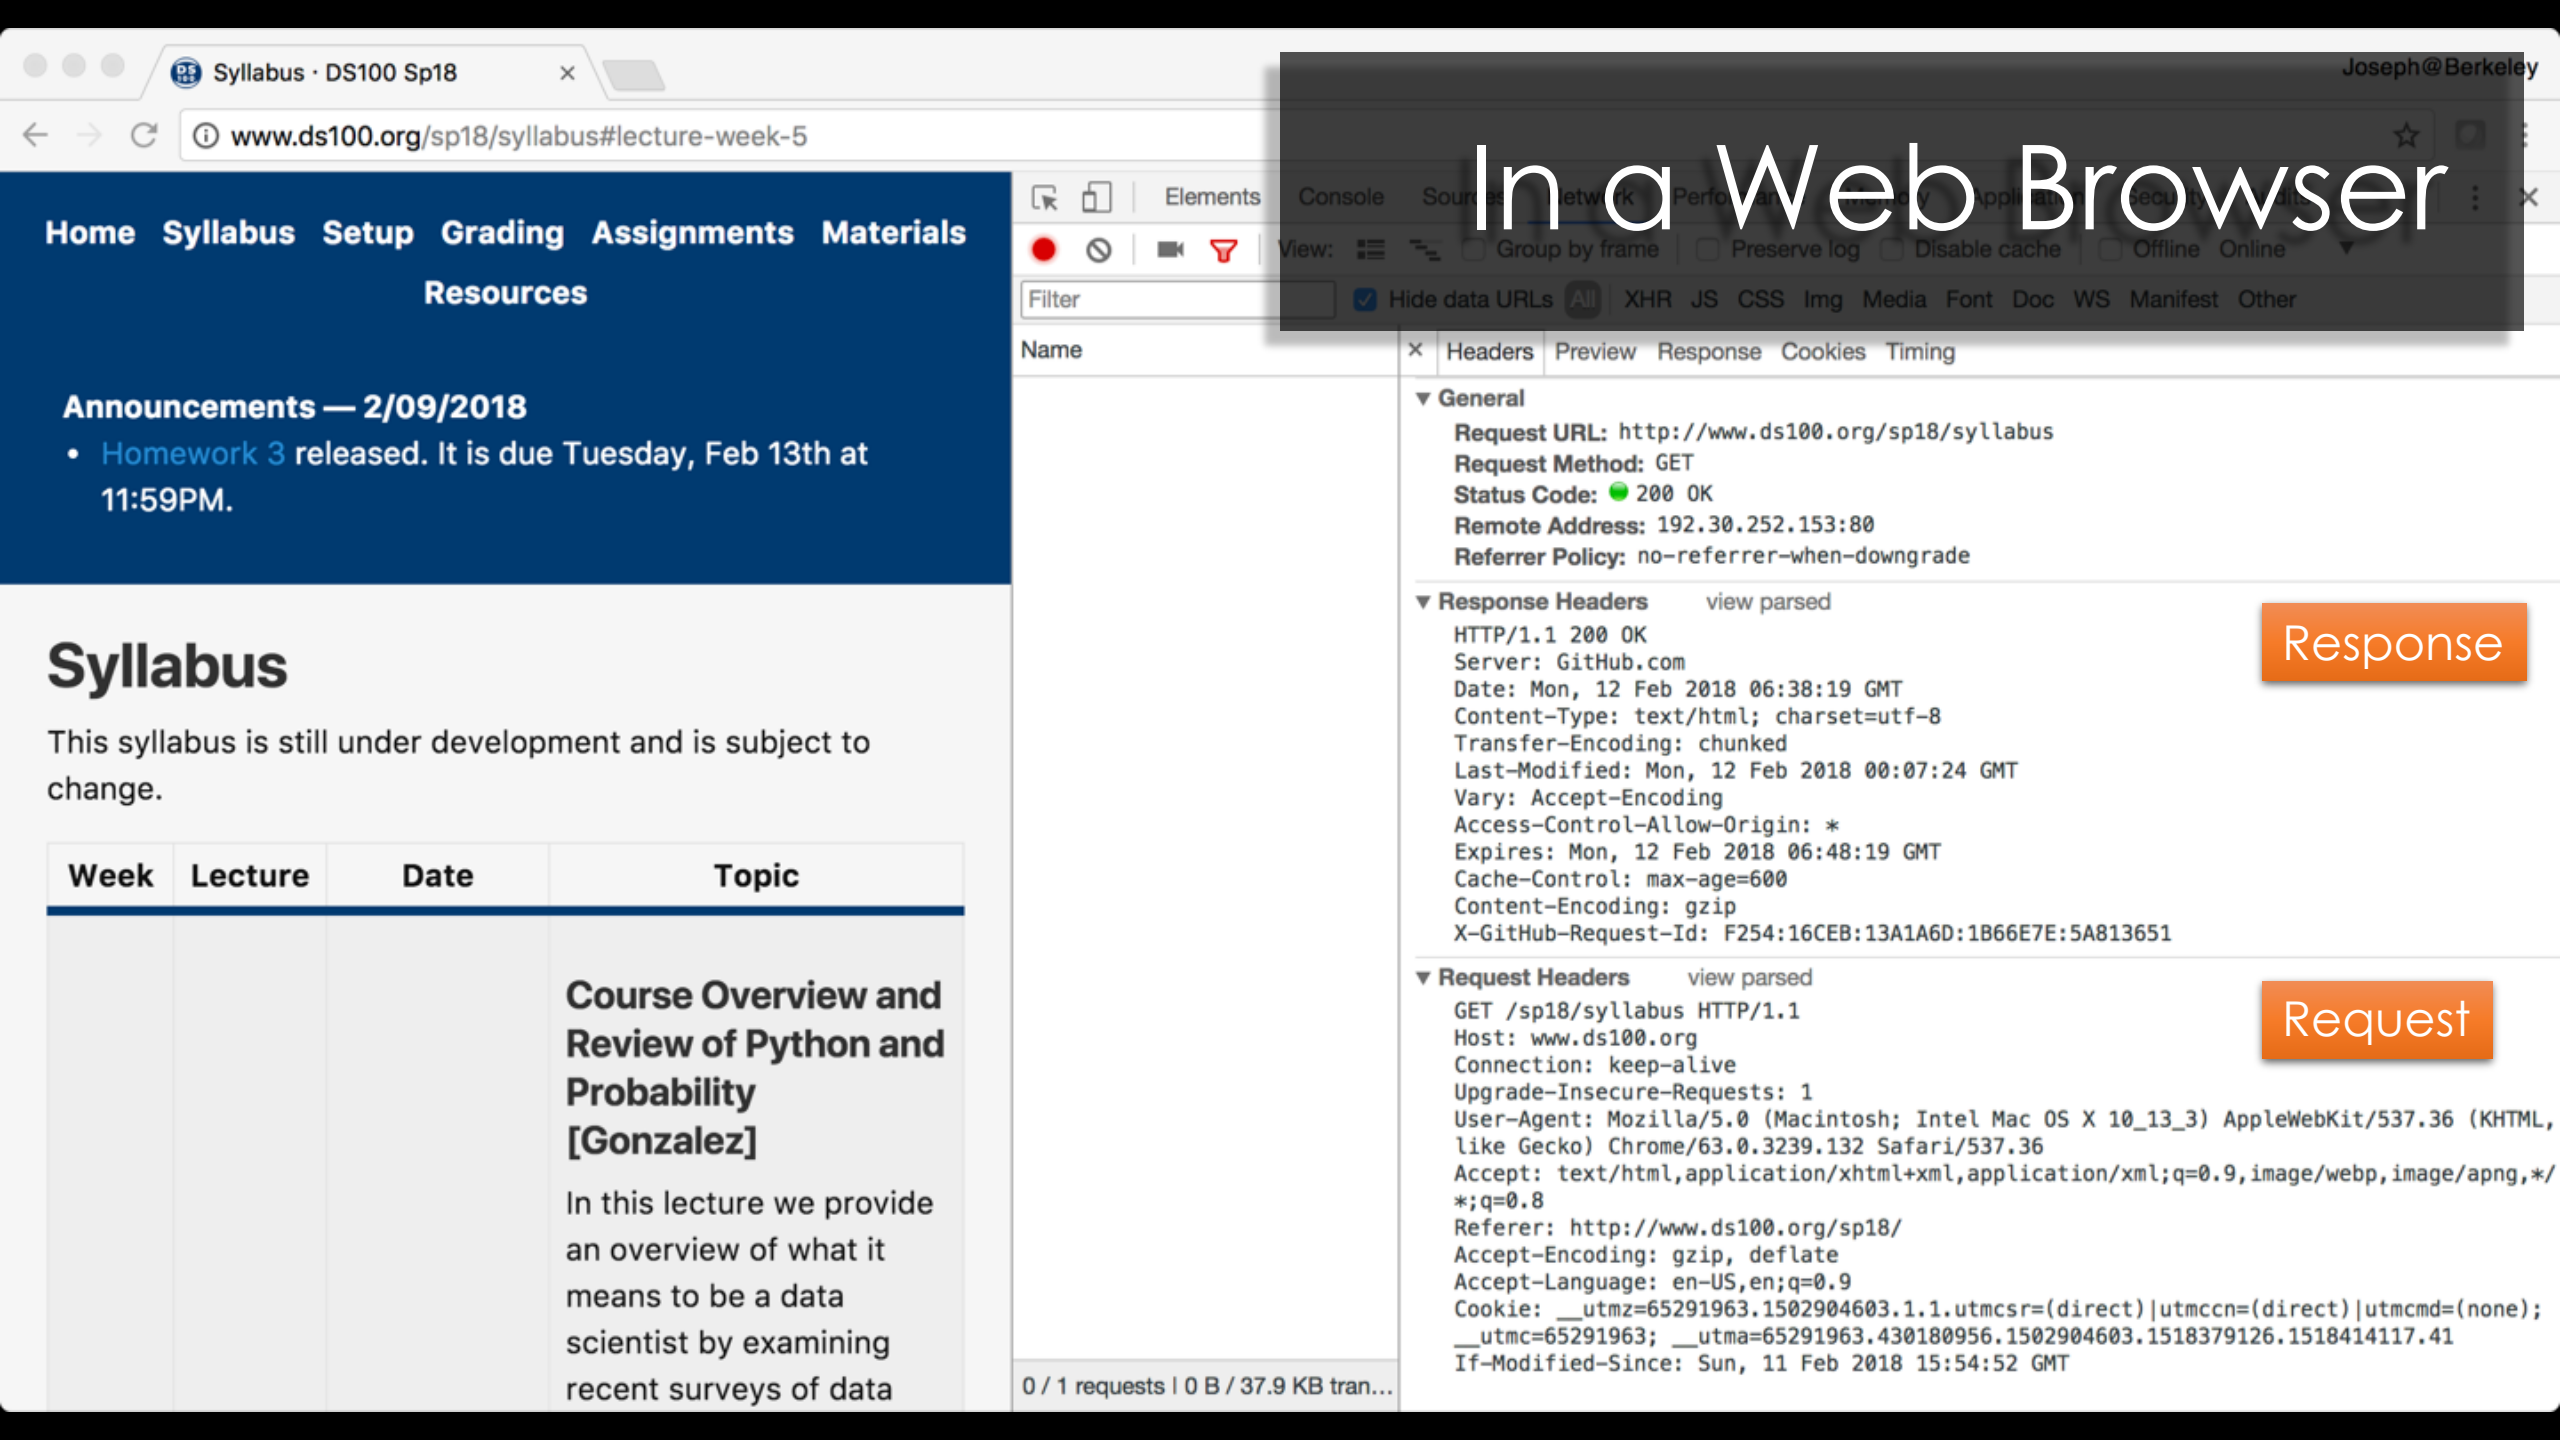 Syllabus · DS100 Sp18
Joseph@Berkeley
www.ds100.org/sp18/syllabus#lecture-week-5
In a Web Browser
Home Syllabus Setup Grading Assignments Materials
Resources
Announcements — 2/09/2018
• Homework 3 released. It is due Tuesday, Feb 13th at
11:59PM.
Syllabus
This syllabus is still under development and is subject to
change.
Week Lecture Date Topic
Course Overview and
Review of Python and
Probability
[Gonzalez]
In this lecture we provide
an overview of what it
means to be a data
scientist by examining
recent surveys of data
Elements Console Sources Network Performance Memory Application Security Audits
View: Group by frame Preserve log Disable cache Offline Online
Filter Hide data URLs All XHR JS CSS Img Media Font Doc WS Manifest Other
Name
0 / 1 requests | 0 B / 37.9 KB tran...
× Headers Preview Response Cookies Timing
General
Request URL: http://www.ds100.org/sp18/syllabus
Request Method: GET
Status Code: 200 OK
Remote Address: 192.30.252.153:80
Referrer Policy: no-referrer-when-downgrade
Response Headers view parsed
Response
HTTP/1.1 200 OK
Server: GitHub.com
Date: Mon, 12 Feb 2018 06:38:19 GMT
Content-Type: text/html; charset=utf-8
Transfer-Encoding: chunked
Last-Modified: Mon, 12 Feb 2018 00:07:24 GMT
Vary: Accept-Encoding
Access-Control-Allow-Origin: *
Expires: Mon, 12 Feb 2018 06:48:19 GMT
Cache-Control: max-age=600
Content-Encoding: gzip
X-GitHub-Request-Id: F254:16CEB:13A1A6D:1B66E7E:5A813651
Request Headers view parsed
Request
GET /sp18/syllabus HTTP/1.1
Host: www.ds100.org
Connection: keep-alive
Upgrade-Insecure-Requests: 1
User-Agent: Mozilla/5.0 (Macintosh; Intel Mac OS X 10_13_3) AppleWebKit/537.36 (KHTML,
like Gecko) Chrome/63.0.3239.132 Safari/537.36
Accept: text/html,application/xhtml+xml,application/xml;q=0.9,image/webp,image/apng,*/
*;q=0.8
Referer: http://www.ds100.org/sp18/
Accept-Encoding: gzip, deflate
Accept-Language: en-US,en;q=0.9
Cookie: __utmz=65291963.1502904603.1.1.utmcsr=(direct)|utmccn=(direct)|utmcmd=(none);
__utmc=65291963; __utma=65291963.430180956.1502904603.1518379126.1518414117.41
If-Modified-Since: Sun, 11 Feb 2018 15:54:52 GMT